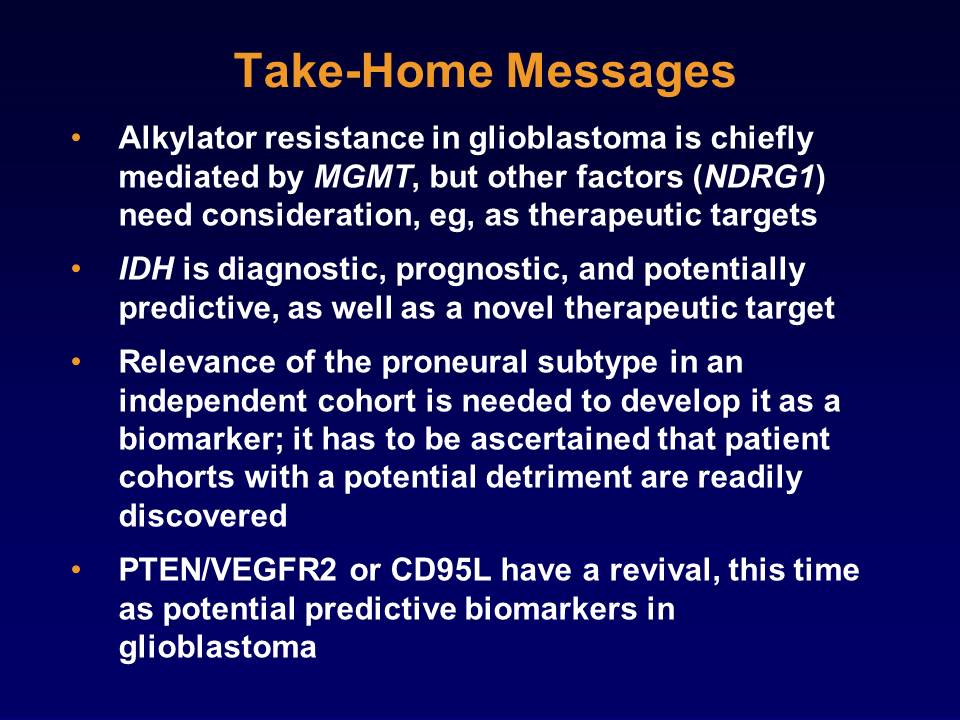 Take-Home Messages
• Alkylator resistance in glioblastoma is chiefly
mediated by MGMT, but other factors (NDRG1)
need consideration, eg, as therapeutic targets
• IDH is diagnostic, prognostic, and potentially
predictive, as well as a novel therapeutic target
• Relevance of the proneural subtype in an
independent cohort is needed to develop it as a
biomarker; it has to be ascertained that patient
cohorts with a potential detriment are readily
discovered
• PTEN/VEGFR2 or CD95L have a revival, this time
as potential predictive biomarkers in
glioblastoma